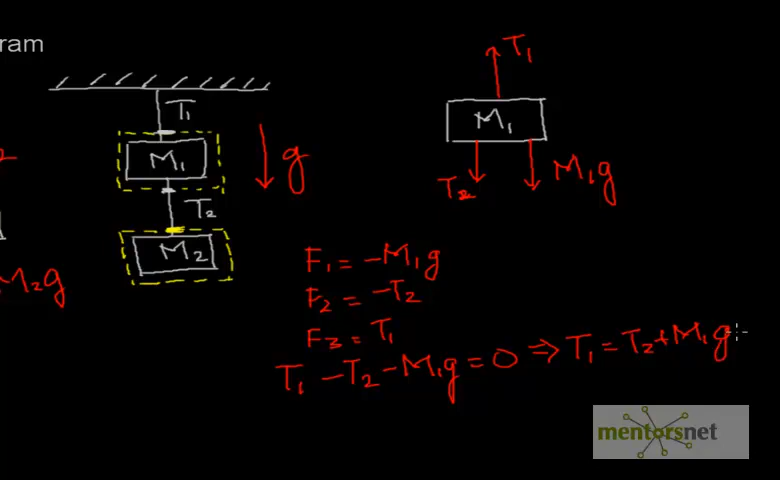 ram
T₁
M₁
T₂
M₂
g
2
M₂g
T₁
M₁
T₂
M₁g
F₁ = -M₁g
F₂ = -T₂
F₃ = T₁
T₁ - T₂ - M₁g = 0 ⇒ T₁ = T₂ + M₁g
mentorsnet